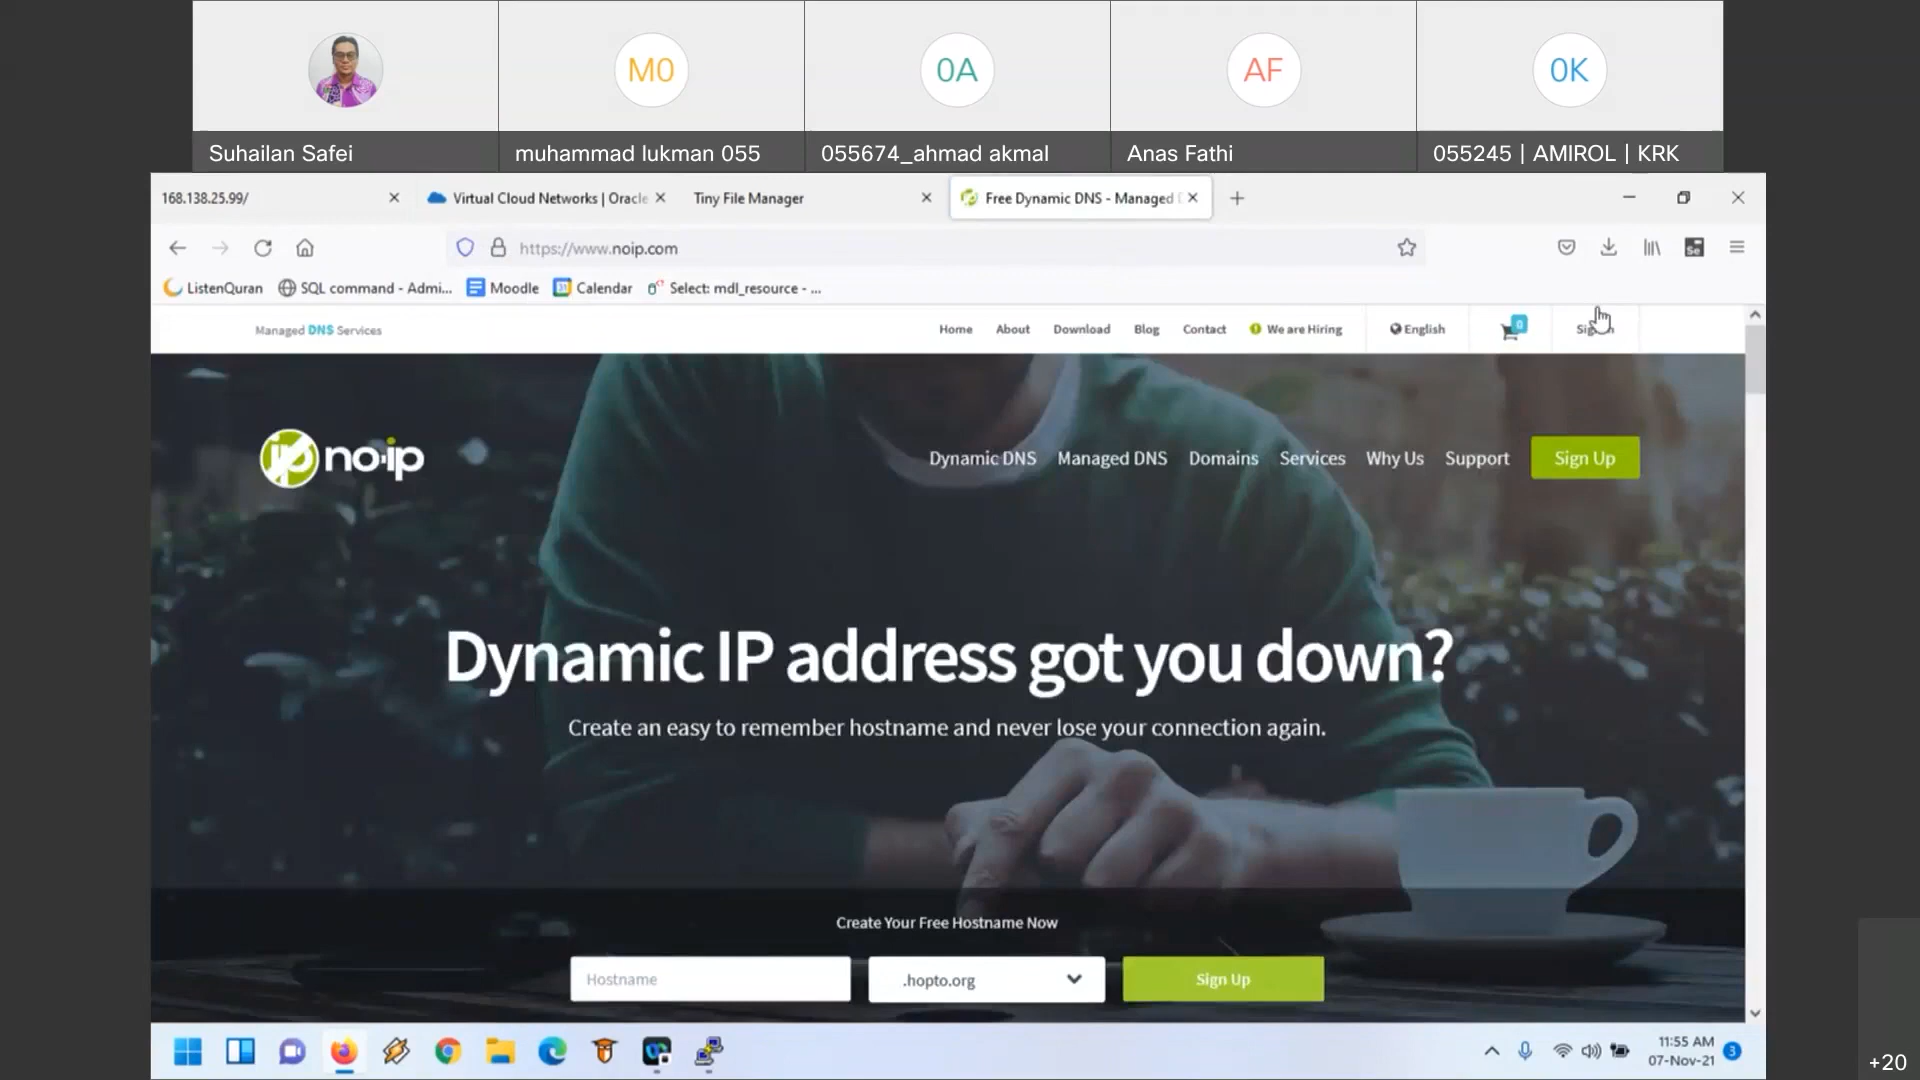 M0
0A
AF
0K
Suhailan Safei
muhammad lukman 055
055674_ahmad akmal
Anas Fathi
055245 | AMIROL | KRK
168.138.25.99/
Virtual Cloud Networks | Oracle
Tiny File Manager
Free Dynamic DNS - Managed
https://www.noip.com
Se
ListenQuran
SQL command - Admi...
31
Moodle
Calendar
Select: mdl_resource - ...
Managed DNS Services
Home
About
Download
Blog
Contact
We are Hiring
English
0
no·ip
Dynamic DNS
Managed DNS
Domains
Services
Why Us
Support
Sign Up
Dynamic IP address got you down?
Create an easy to remember hostname and never lose your connection again.
Create Your Free Hostname Now
Hostname
.hopto.org
Sign Up
11:55 AM
07-Nov-21
3
+20